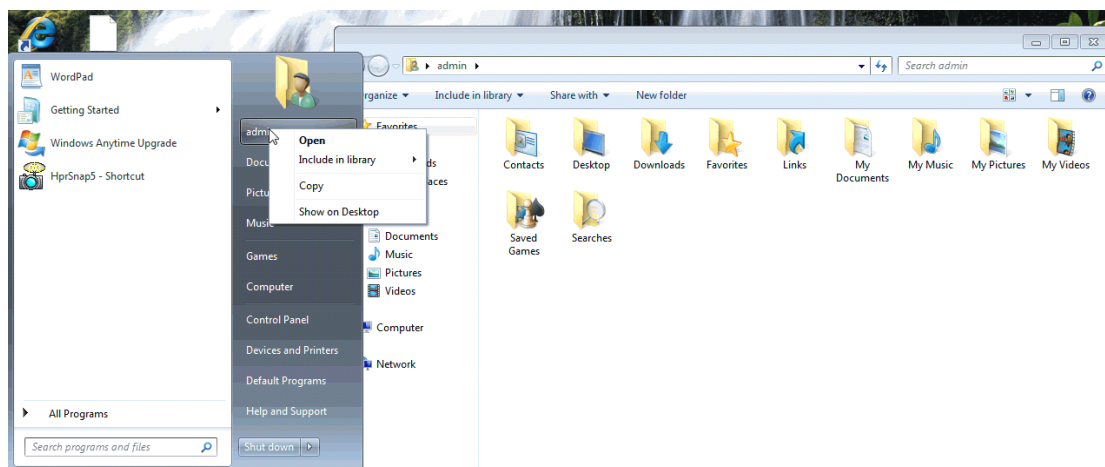 WordPad
Getting Started
Windows Anytime Upgrade
HprSnap5 - Shortcut
All Programs
Search programs and files
Pictu
Music
Games
Computer
Control Panel
Devices and Printers
Default Programs
Help and Support
Shut down
Open
Include in library
Copy
Show on Desktop
admin
Search admin
Include in library
Share with
New folder
Favorites
Documents
Music
Pictures
Videos
Computer
Network
Contacts
Desktop
Downloads
Favorites
Links
My
Documents
My Music
My Pictures
My Videos
Saved
Games
Searches